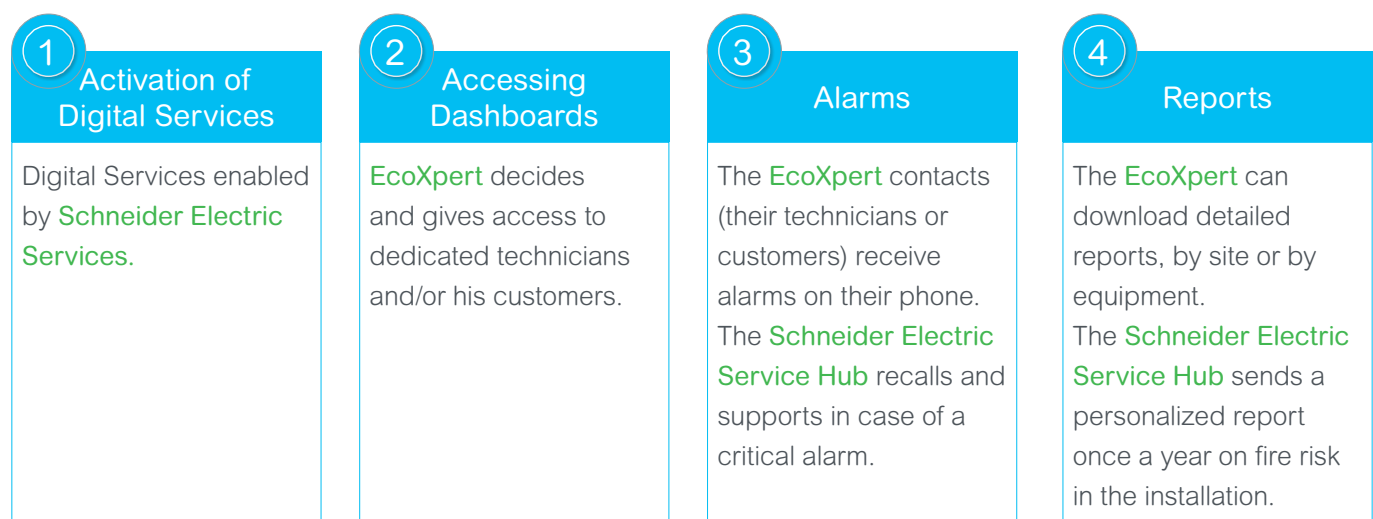 1
Activation of
Digital Services
Digital Services enabled
by Schneider Electric
Services.
2
Accessing
Dashboards
EcoXpert decides
and gives access to
dedicated technicians
and/or his customers.
3
Alarms
The EcoXpert contacts
(their technicians or
customers) receive
alarms on their phone.
The Schneider Electric
Service Hub recalls and
supports in case of a
critical alarm.
4
Reports
The EcoXpert can
download detailed
reports, by site or by
equipment.
The Schneider Electric
Service Hub sends a
personalized report
once a year on fire risk
in the installation.